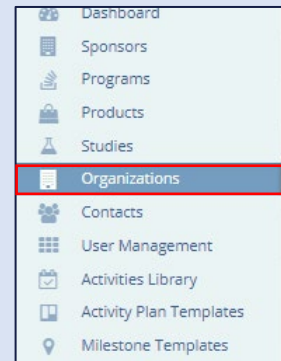 Dashboard
Sponsors
Programs
Products
Studies
Organizations
Contacts
User Management
Activities Library
Activity Plan Templates
Milestone Templates